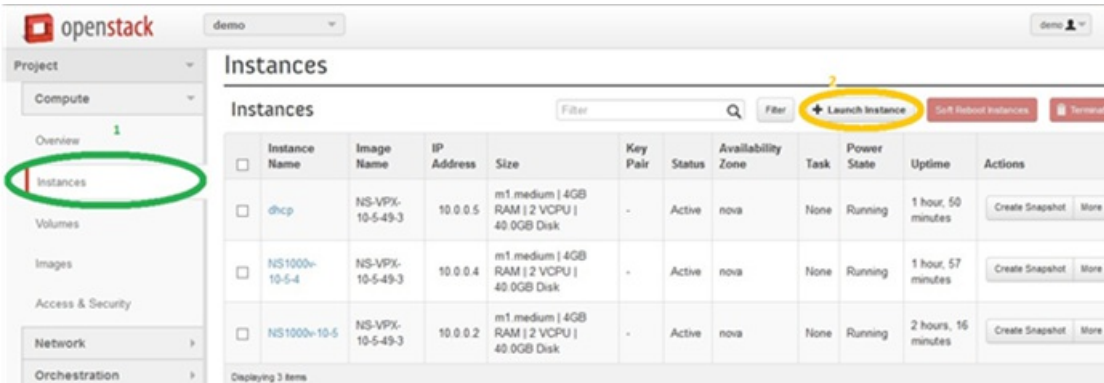 openstack
demo
demo
Project
Compute
Overview
1
Instances
Volumes
Images
Access & Security
Network
Orchestration
Instances
2
Instances
Filter
Filter
+ Launch Instance
Soft Reboot Instances
Terminat
Instance Name
Image Name
IP Address
Size
Key Pair
Status
Availability Zone
Task
Power State
Uptime
Actions
dhcp
NS-VPX-
10-5-49-3
10.0.0.5
m1.medium | 4GB
RAM | 2 VCPU |
40.0GB Disk
-
Active
nova
None
Running
1 hour, 50
minutes
Create Snapshot
More
NS1000v-
10-5-4
NS-VPX-
10-5-49-3
10.0.0.4
m1.medium | 4GB
RAM | 2 VCPU |
40.0GB Disk
-
Active
nova
None
Running
1 hour, 57
minutes
Create Snapshot
More
NS1000v-10-5
NS-VPX-
10-5-49-3
10.0.0.2
m1.medium | 4GB
RAM | 2 VCPU |
40.0GB Disk
-
Active
nova
None
Running
2 hours, 16
minutes
Create Snapshot
More
Displaying 3 items